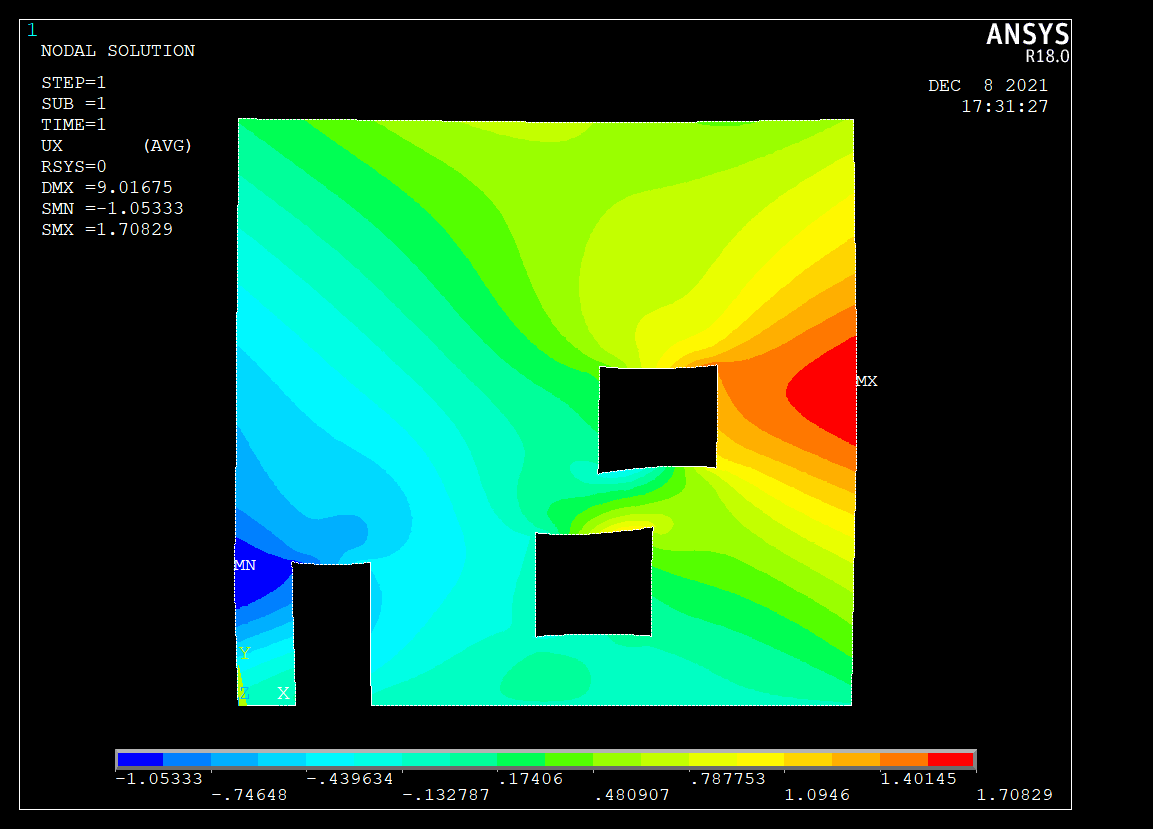 1
NODAL SOLUTION
STEP=1
SUB =1
TIME=1
UX (AVG)
RSYS=0
DMX =9.01675
SMN =-1.05333
SMX =1.70829
ANSYS
R18.0
DEC 8 2021
17:31:27
MX
MN
Y
Z X
-1.05333 -.439634 .17406 .787753 1.40145
-.74648 -.132787 .480907 1.0946 1.70829